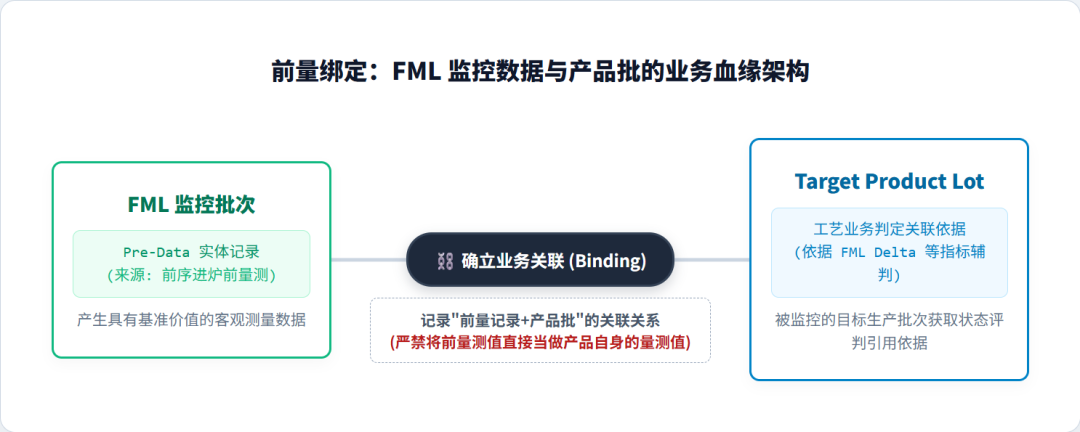 前量绑定：FML 监控数据与产品批的业务血缘架构
FML 监控批次
Pre-Data 实体记录
(来源: 前序进炉前量测)
产生具有基准价值的客观测量数据
确立业务关联 (Binding)
记录"前量记录+产品批"的关联关系
(严禁将前量测值直接当做产品自身的量测值)
Target Product Lot
工艺业务判定关联依据
(依据 FML Delta 等指标辅
判)
被监控的目标生产批次获取状态评
判引用依据